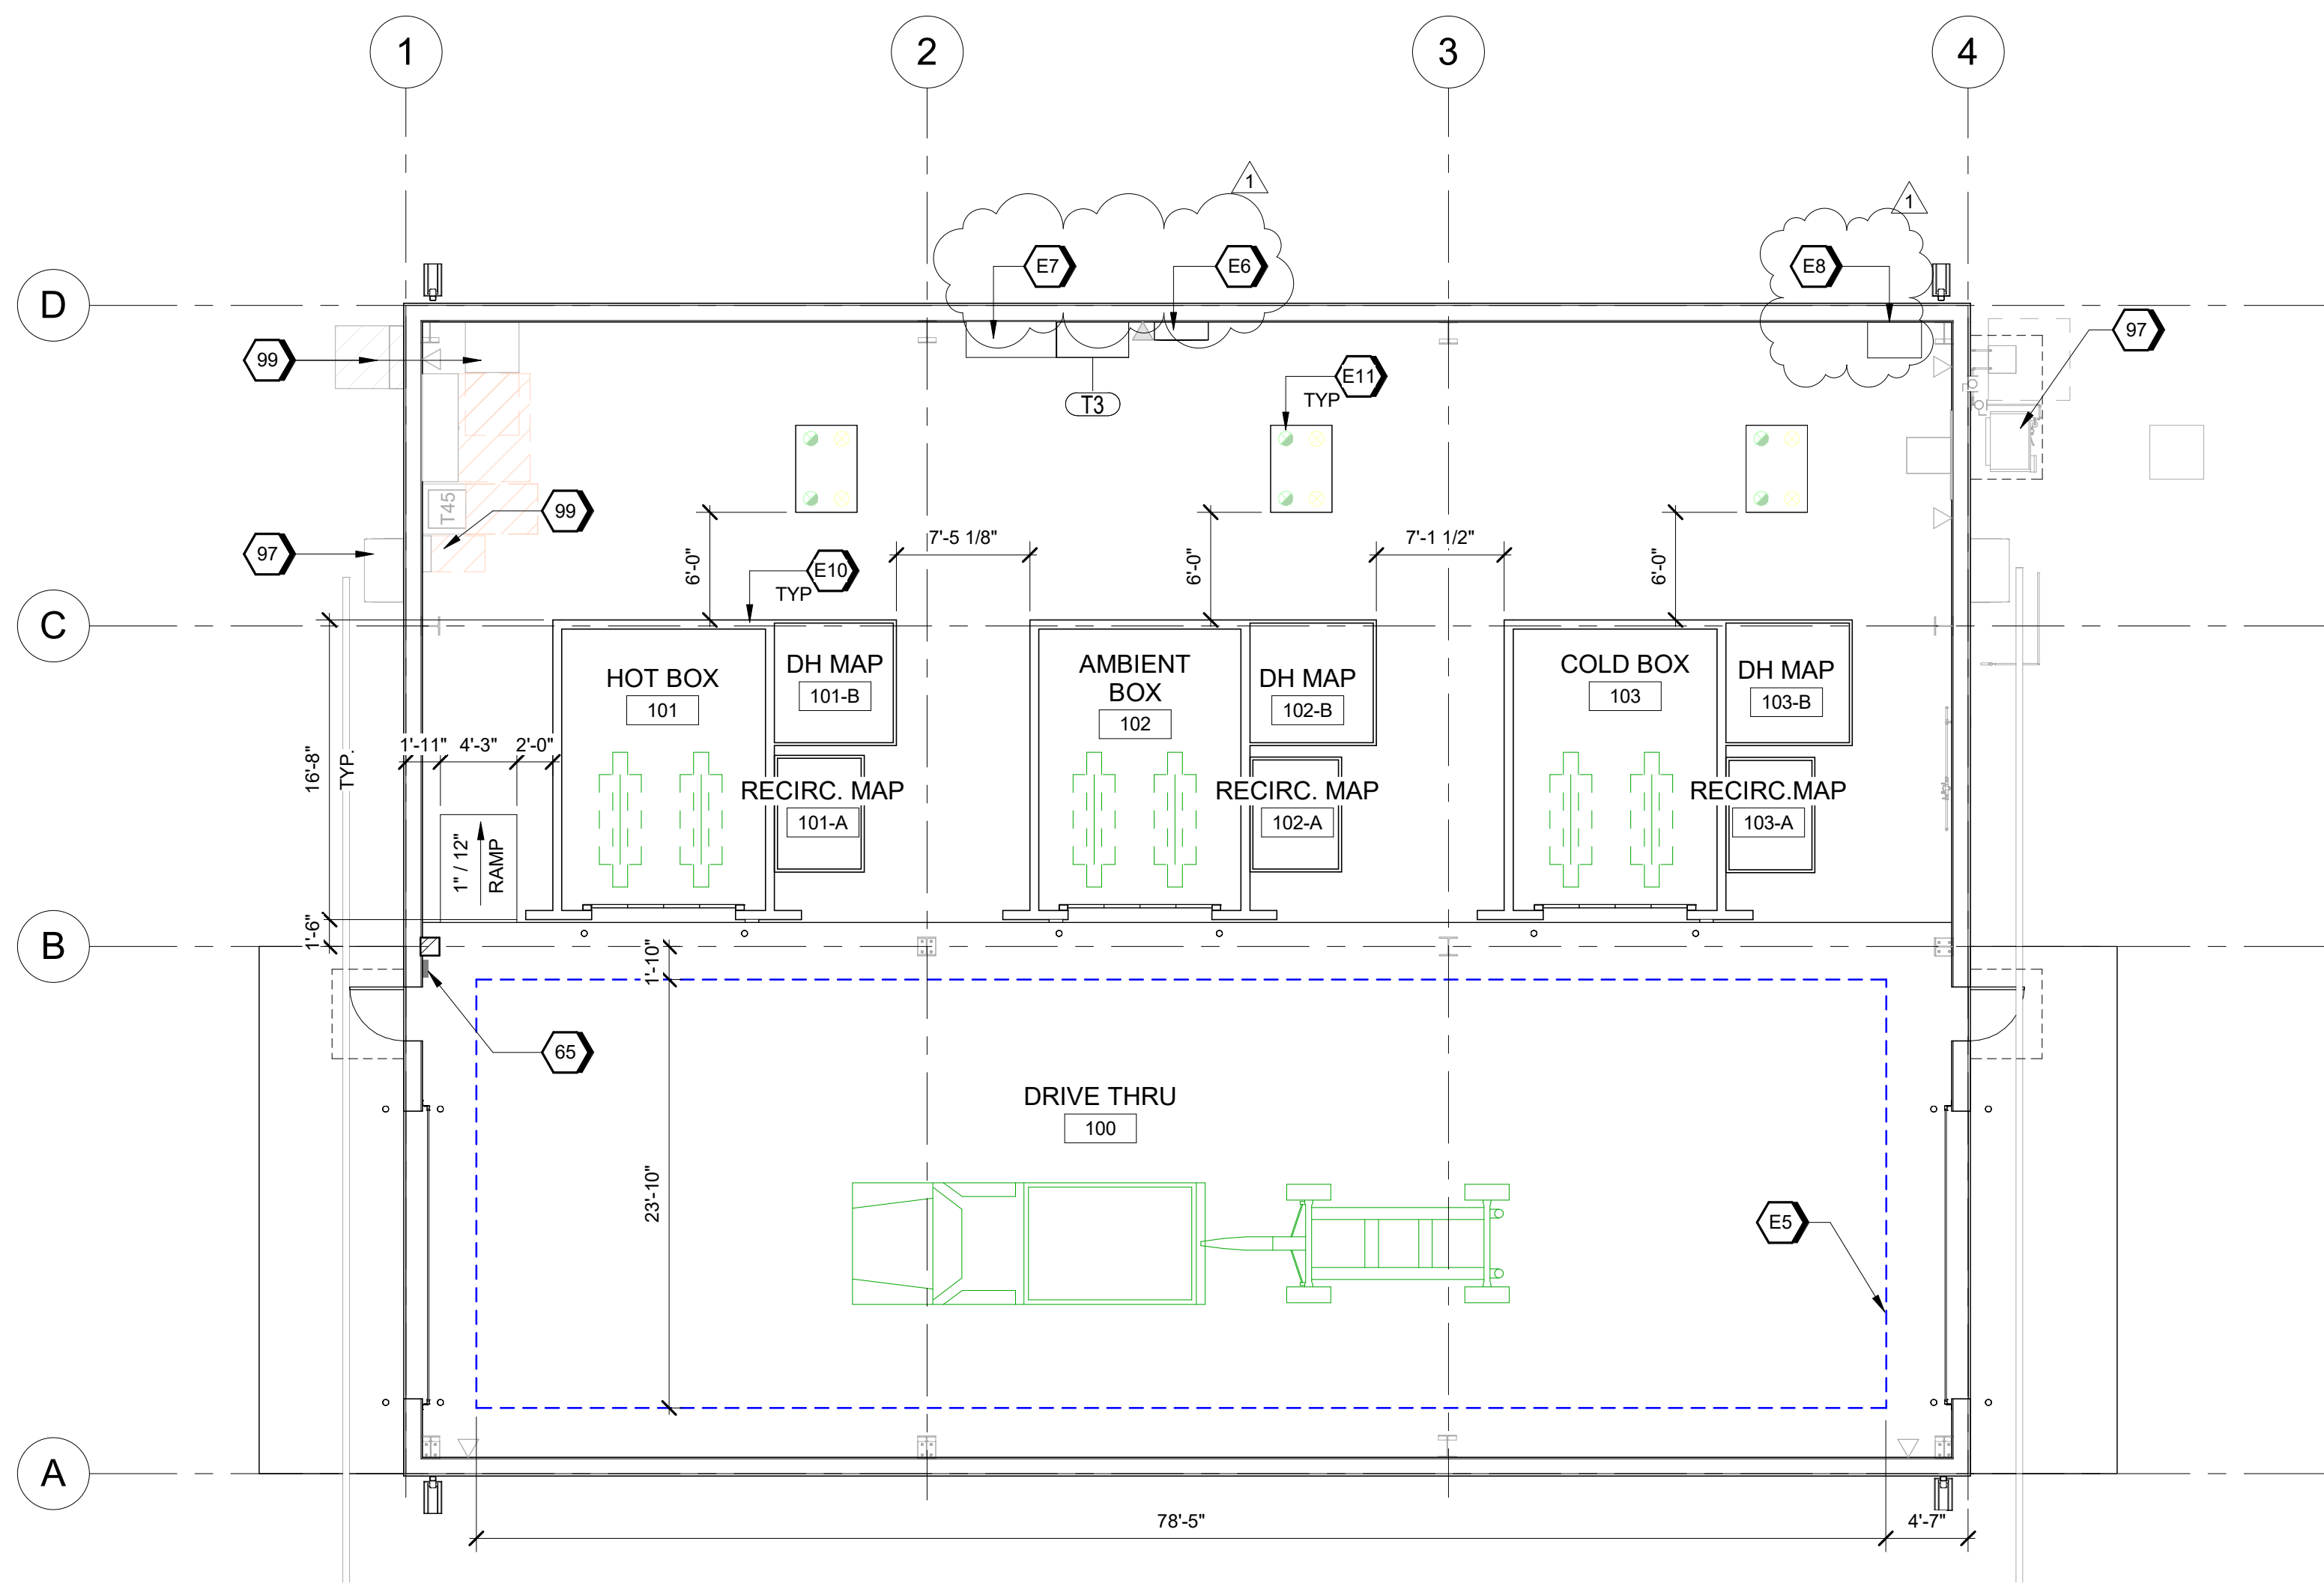 1
2
3
4
1
1
E7
E6
E8
D
97
99
T3
E11
TYP
T45
99
97
7'-5 1/8"
7'-1 1/2"
6'-0"
6'-0"
6'-0"
E10
TYP
C
HOT BOX
101
DH MAP
101-B
AMBIENT
BOX
102
DH MAP
102-B
COLD BOX
103
DH MAP
103-B
16'-8"
TYP.
1'-11"
4'-3"
2'-0"
RECIRC. MAP
101-A
RECIRC. MAP
102-A
RECIRC.MAP
103-A
1" / 12"
RAMP
1'-6"
B
1'-10"
65
DRIVE THRU
100
23'-10"
E5
A
78'-5"
4'-7"